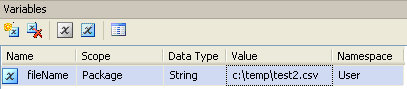 Variables
Name Scope Data Type Value Namespace
fileName Package String c:\temp\test2.csv User